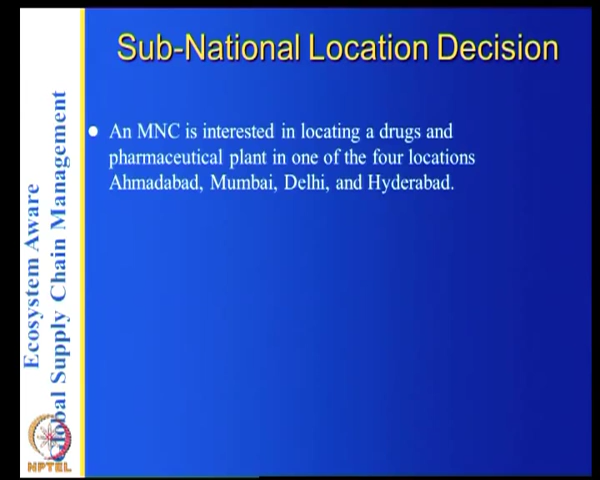 Sub-National Location Decision
An MNC is interested in locating a drugs and
pharmaceutical plant in one of the four locations
Ahmadabad, Mumbai, Delhi, and Hyderabad.
Ecosystem Aware
Global Supply Chain Management
NPTEL